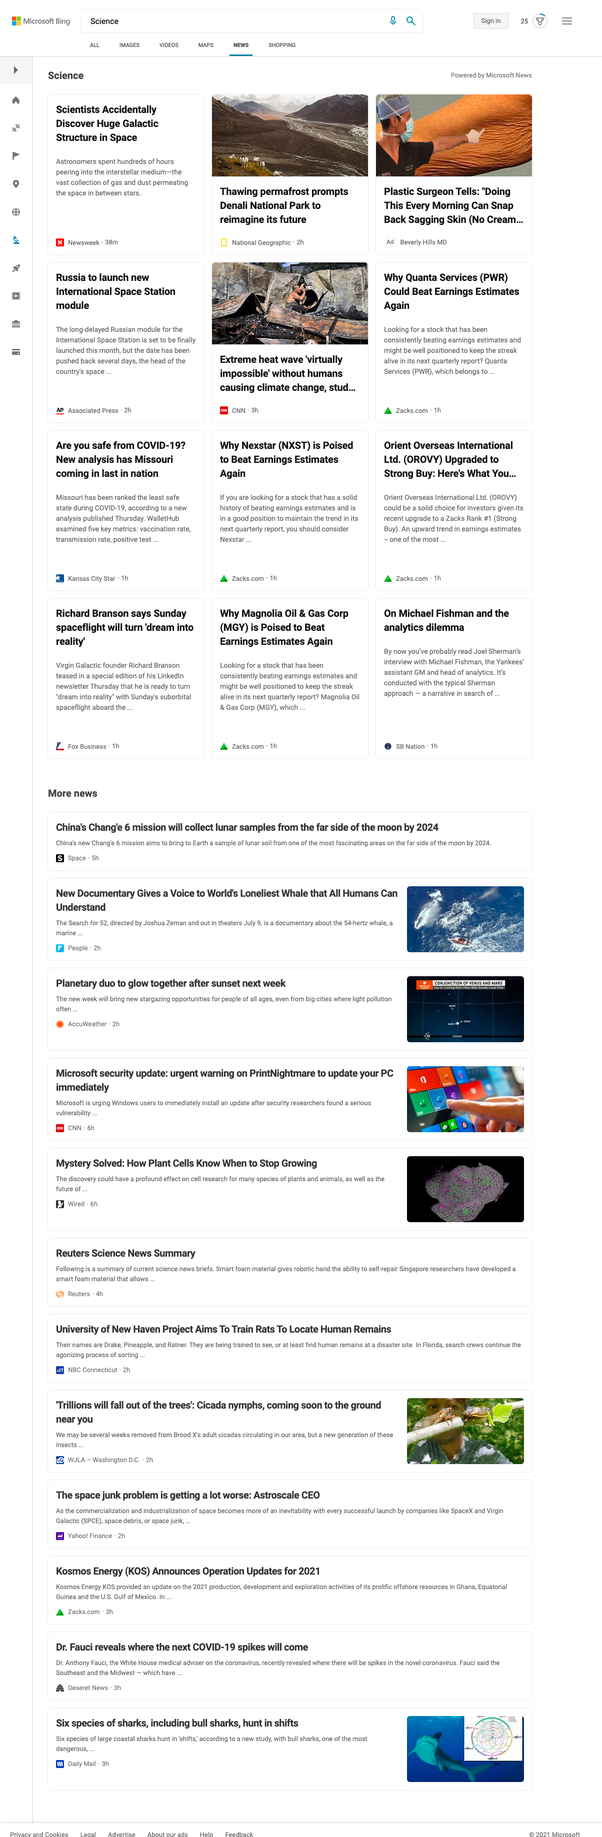 Microsoft Bing
Science
Sign in
25
ALL
IMAGES
VIDEOS
MAPS
NEWS
SHOPPING
Science
Powered by Microsoft News
Scientists Accidentally
Discover Huge Galactic
Structure in Space
Astronomers spent hundreds of hours
peering into the interstellar medium—the
vast collection of gas and dust permeating
the space in between stars.
Newsweek · 38m
Thawing permafrost prompts
Denali National Park to
reimagine its future
National Geographic · 2h
Plastic Surgeon Tells: "Doing
This Every Morning Can Snap
Back Sagging Skin (No Cream...
Ad Beverly Hills MD
Russia to launch new
International Space Station
module
The long-delayed Russian module for the
International Space Station is set to be finally
launched this month, but the date has been
pushed back several days, the head of the
country's space ...
AP Associated Press · 2h
Extreme heat wave 'virtually
impossible' without humans
causing climate change, stud...
CNN · 3h
Why Quanta Services (PWR)
Could Beat Earnings Estimates
Again
Looking for a stock that has been
consistently beating earnings estimates and
might be well positioned to keep the streak
alive in its next quarterly report? Quanta
Services (PWR), which belongs to ...
Zacks.com · 1h
Are you safe from COVID-19?
New analysis has Missouri
coming in last in nation
Missouri has been ranked the least safe
state during COVID-19, according to a new
analysis published Thursday. WalletHub
examined five key metrics: vaccination rate,
transmission rate, positive test ...
Kansas City Star · 1h
Why Nexstar (NXST) is Poised
to Beat Earnings Estimates
Again
If you are looking for a stock that has a solid
history of beating earnings estimates and is
in a good position to maintain the trend in its
next quarterly report, you should consider
Nexstar ...
Zacks.com · 1h
Orient Overseas International
Ltd. (OROVY) Upgraded to
Strong Buy: Here's What You...
Orient Overseas International Ltd. (OROVY)
could be a solid choice for investors given its
recent upgrade to a Zacks Rank #1 (Strong
Buy). An upward trend in earnings estimates
– one of the most ...
Zacks.com · 1h
Richard Branson says Sunday
spaceflight will turn 'dream into
reality'
Virgin Galactic founder Richard Branson
teased in a special edition of his LinkedIn
newsletter Thursday that he is ready to turn
"dream into reality" with Sunday's suborbital
spaceflight aboard the ...
Fox Business · 1h
Why Magnolia Oil & Gas Corp
(MGY) is Poised to Beat
Earnings Estimates Again
Looking for a stock that has been
consistently beating earnings estimates and
might be well positioned to keep the streak
alive in its next quarterly report? Magnolia Oil
& Gas Corp (MGY), which ...
Zacks.com · 1h
On Michael Fishman and the
analytics dilemma
By now you've probably read Joel Sherman's
interview with Michael Fishman, the Yankees'
assistant GM and head of analytics. It's
conducted with the typical Sherman
approach — a narrative in search of ...
SB Nation · 1h
More news
China's Chang'e 6 mission will collect lunar samples from the far side of the moon by 2024
China's new Chang'e 6 mission aims to bring to Earth a sample of lunar soil from one of the most fascinating areas on the far side of the moon by 2024.
Space · 5h
New Documentary Gives a Voice to World's Loneliest Whale that All Humans Can
Understand
The Search for 52, directed by Joshua Zeman and out in theaters July 9, is a documentary about the 54-hertz whale, a
marine ...
People · 2h
Planetary duo to glow together after sunset next week
The new week will bring new stargazing opportunities for people of all ages, even from big cities where light pollution
often ...
AccuWeather · 2h
CONJUNCTION OF VENUS AND MARS
Microsoft security update: urgent warning on PrintNightmare to update your PC
immediately
Microsoft is urging Windows users to immediately install an update after security researchers found a serious
vulnerability ...
CNN · 6h
Mystery Solved: How Plant Cells Know When to Stop Growing
The discovery could have a profound effect on cell research for many species of plants and animals, as well as the
future of ...
Wired · 6h
Reuters Science News Summary
Following is a summary of current science news briefs. Smart foam material gives robotic hand the ability to self-repair Singapore researchers have developed a
smart foam material that allows ...
Reuters · 4h
University of New Haven Project Aims To Train Rats To Locate Human Remains
Their names are Drake, Pineapple, and Ratner. They are being trained to see, or at least find human remains at a disaster site. In Florida, search crews continue the
agonizing process of sorting ...
NBC Connecticut · 2h
'Trillions will fall out of the trees': Cicada nymphs, coming soon to the ground
near you
We may be several weeks removed from Brood X's adult cicadas circulating in our area, but a new generation of these
insects ...
WJLA – Washington D.C. · 2h
The space junk problem is getting a lot worse: Astroscale CEO
As the commercialization and industrialization of space becomes more of an inevitability with every successful launch by companies like SpaceX and Virgin
Galactic (SPCE), space debris, or space junk, ...
Yahoo! Finance · 2h
Kosmos Energy (KOS) Announces Operation Updates for 2021
Kosmos Energy KOS provided an update on the 2021 production, development and exploration activities of its prolific offshore resources in Ghana, Equatorial
Guinea and the U.S. Gulf of Mexico. In ...
Zacks.com · 3h
Dr. Fauci reveals where the next COVID-19 spikes will come
Dr. Anthony Fauci, the White House medical adviser on the coronavirus, recently revealed where there will be spikes in the novel coronavirus. Fauci said the
Southeast and the Midwest — which have ...
Deseret News · 3h
Six species of sharks, including bull sharks, hunt in shifts
Six species of large coastal sharks hunt in 'shifts,' according to a new study, with bull sharks, one of the most
dangerous, ...
Daily Mail · 3h
Privacy and Cookies
Legal
Advertise
About our ads
Help
Feedback
© 2021 Microsoft